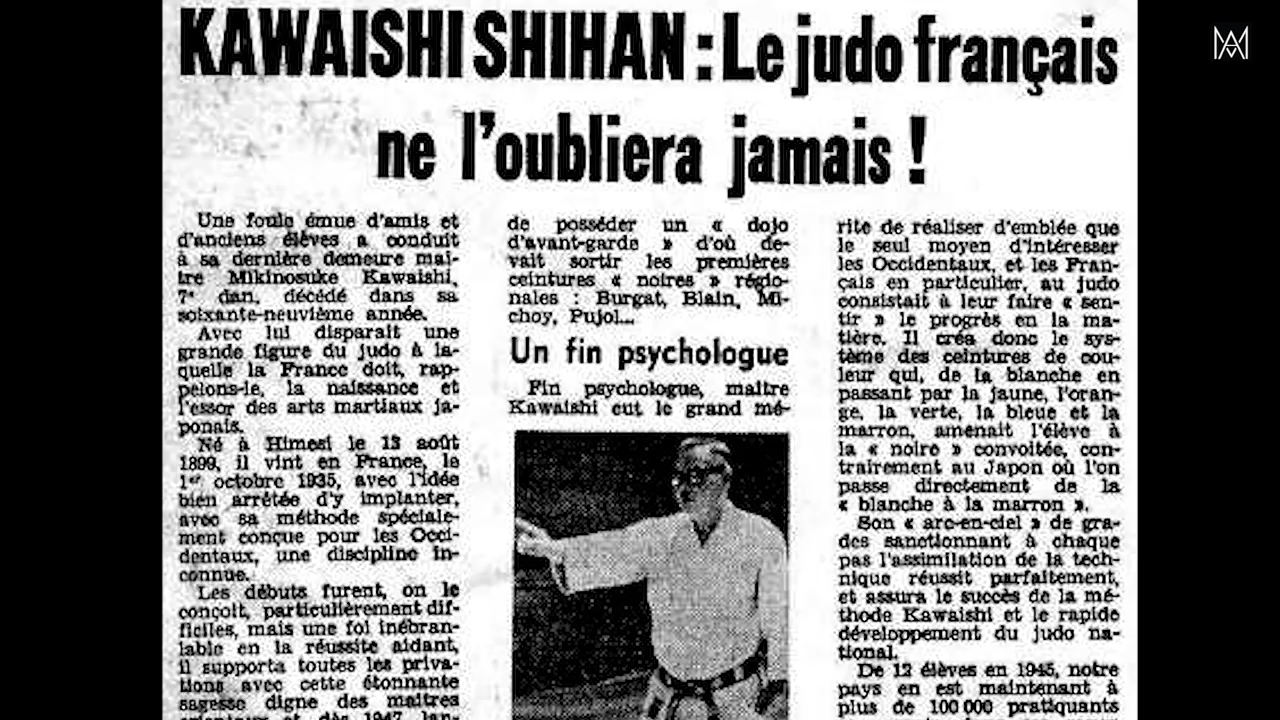 KAWAISHI SHIHAN : Le judo français
ne l'oubliera jamais !
Une foule émue d'amis et
d'anciens élèves a conduit
à sa dernière demeure maî-
tre Mikinosuke Kawaishi,
7e dan, décédé dans sa
soixante-neuvième année.
Avec lui disparait une
grande figure du judo à la-
quelle la France doit, rap-
pelons-le, la naissance et
l'essor des arts martiaux ja-
ponais.
Né à Himesi le 13 août
1899, il vint en France, le
1er octobre 1935, avec l'idée
bien arrêtée d'y implanter,
avec sa méthode spéciale-
ment conçue pour les Occi-
dentaux, une discipline in-
connue.
Les débuts furent, on le
conçoit, particulièrement dif-
ficiles, mais une foi inébran-
lable en la réussite aidant,
il supporta toutes les priva-
tions avec cette étonnante
sagesse digne des maîtres
et dès 1947, lan-
de posséder un « dojo
d'avant-garde » d'où de-
vait sortir les premières
ceintures « noires » régio-
nales : Burgat, Blain, Mi-
choy, Pujol...
Un fin psychologue
Fin psychologue, maître
Kawaishi eut le grand mé-
rite de réaliser d'emblée que
le seul moyen d'intéresser
les Occidentaux, et les Fran-
çais en particulier, au judo
consistait à leur faire « sen-
tir » le progrès en la ma-
tière. Il créa donc le sys-
tème des ceintures de cou-
leur qui, de la blanche en
passant par la jaune, l'oran-
ge, la verte, la bleue et la
marron, amenait l'élève à
la « noire » convoitée, con-
trairement au Japon où l'on
passe directement de la
« blanche à la marron ».
Son « arc-en-ciel » de gra-
des sanctionnant à chaque
pas l'assimilation de la tech-
nique réussit parfaitement,
et assura le succès de la mé-
thode Kawaishi et le rapide
développement du judo na-
tional.
De 12 élèves en 1945, notre
pays en est maintenant à
plus de 100 000 pratiquants